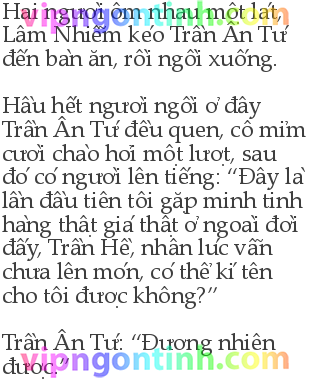 Hai người ôm nhau một lát,
vipngontinh.com
Lâm Nhiễm kéo Trần Ân Tứ
đến bàn ăn, rồi ngồi xuống.
Hầu hết người ngồi ở đây
Trần Ân Tứ đều quen, cô mỉm
cười chào hỏi một lượt, sau
đó có người lên tiếng: “Đây là
lần đầu tiên tôi gặp minh tinh
hàng thật giá thật ở ngoài đời
đấy, Trần Hề, nhân lúc vẫn
chưa lên món, có thể kí tên
cho tôi được không?”
Trần Ân Tứ: “Đương nhiên
được.”
vipngontinh.com